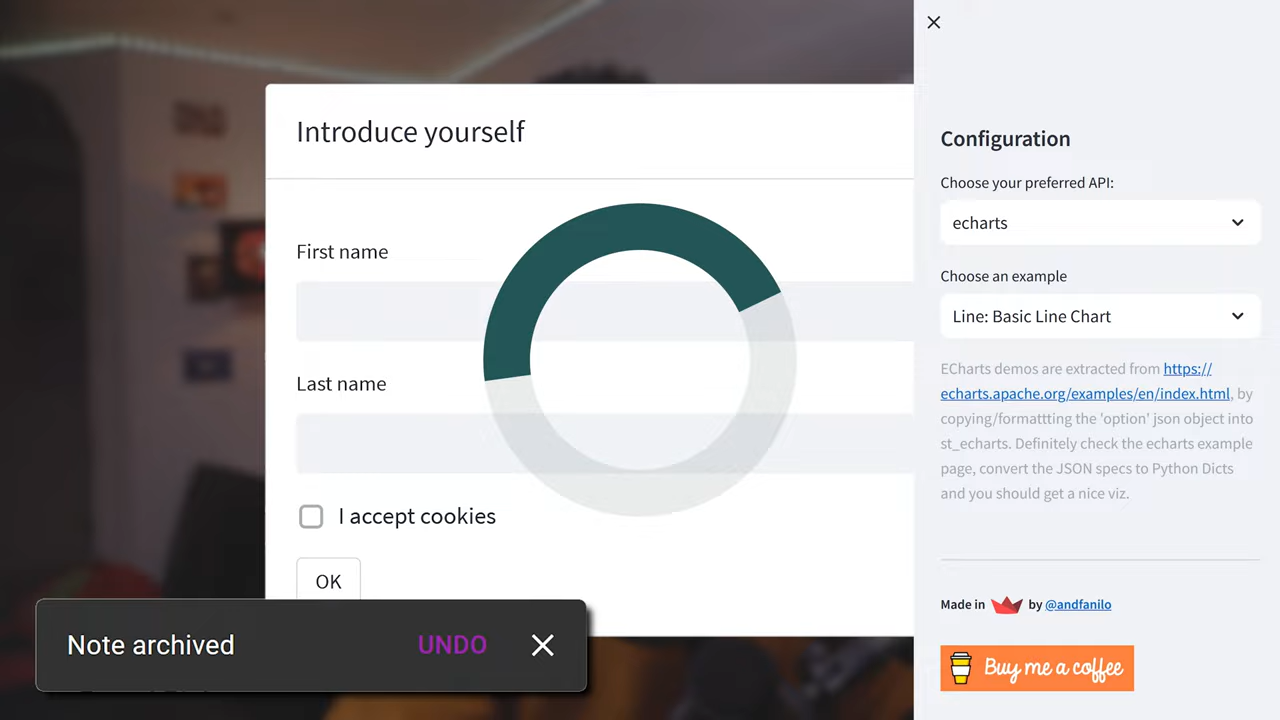 Introduce yourself
First name
Last name
I accept cookies
OK
Note archived
UNDO
Configuration
Choose your preferred API:
echarts
Choose an example
Line: Basic Line Chart
ECharts demos are extracted from https://
echarts.apache.org/examples/en/index.html, by
copying/formattting the 'option' json object into
st_echarts. Definitely check the echarts example
page, convert the JSON specs to Python Dicts
and you should get a nice viz.
Made in by @andfanilo
Buy me a coffee